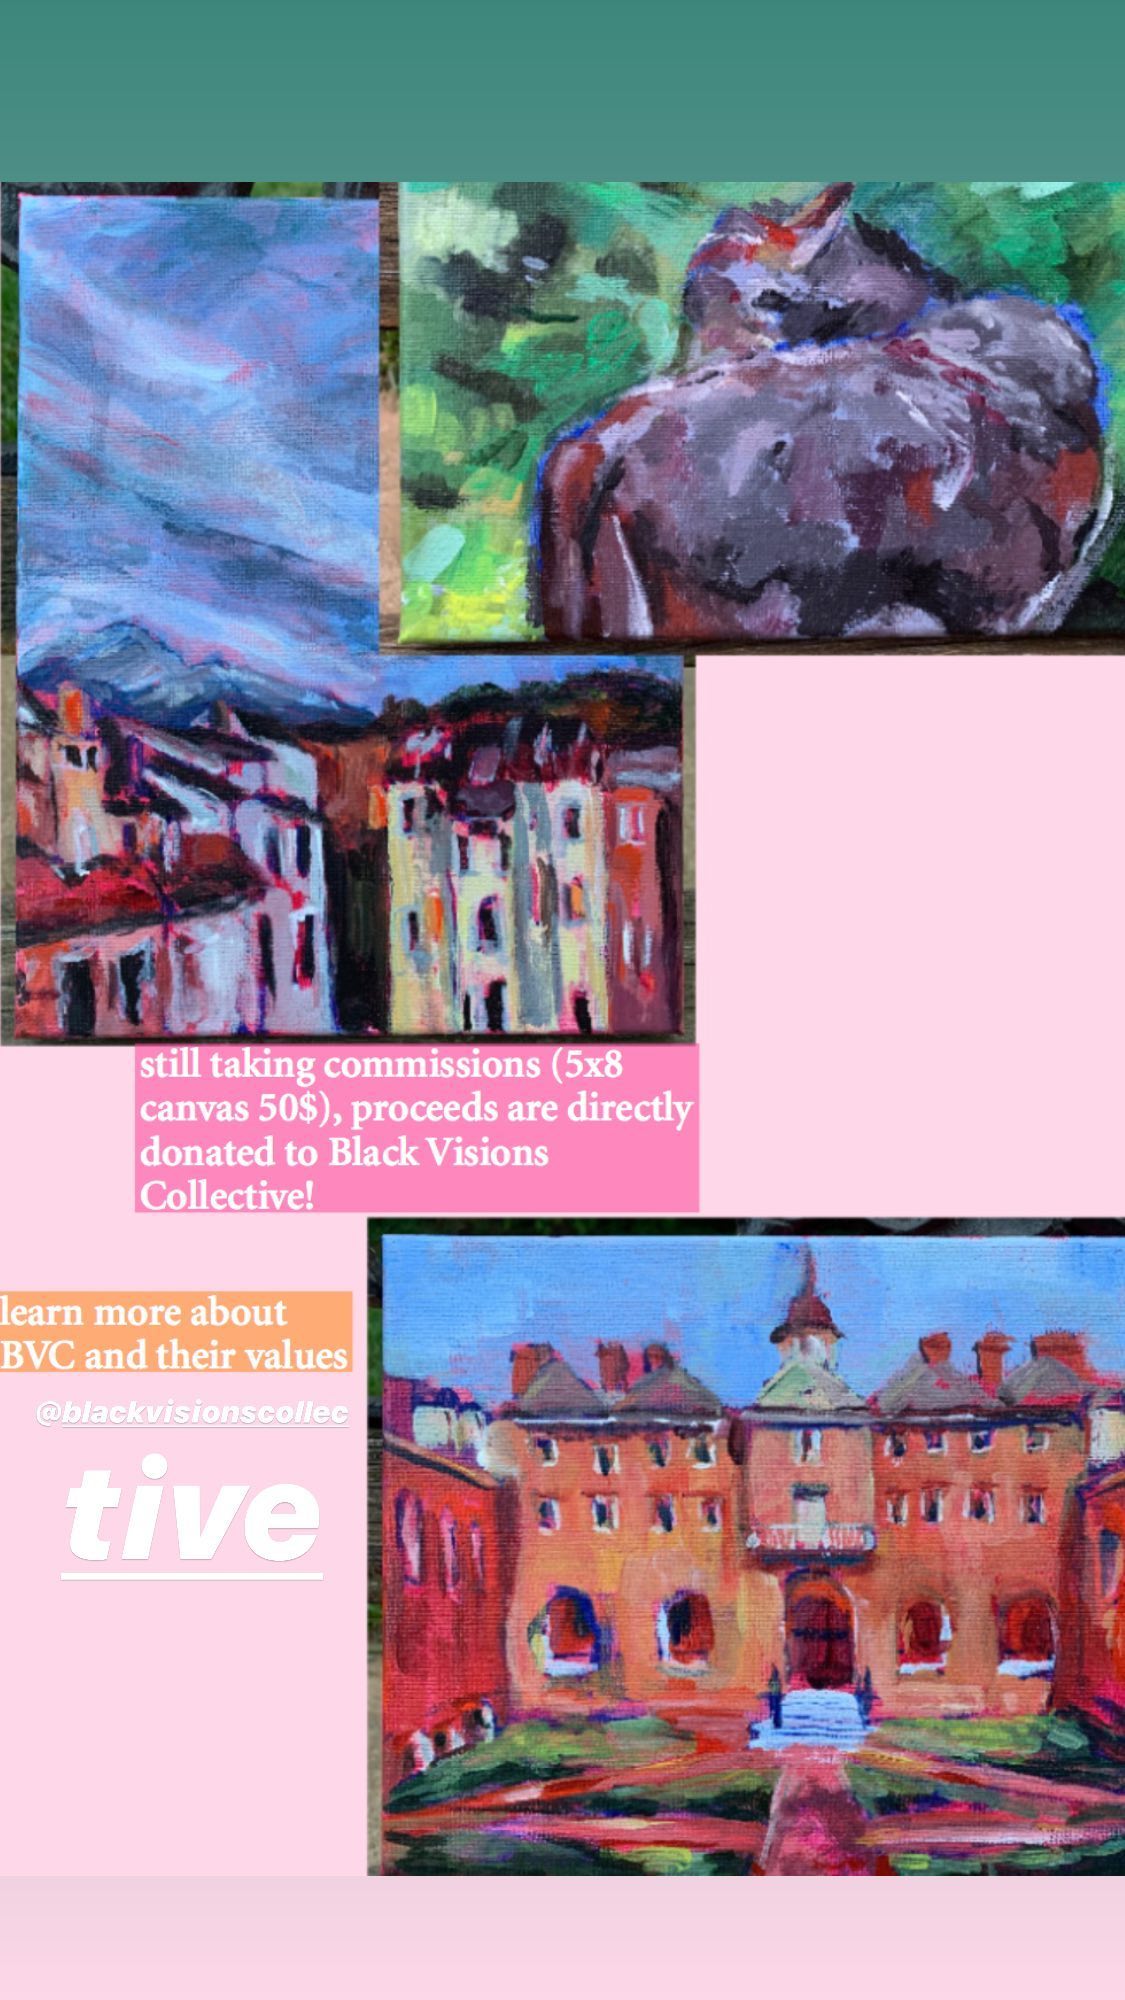 still taking commissions (5x8
canvas 50$), proceeds are directly
donated to Black Visions
Collective!
learn more about
BVC and their values
@blackvisionscollec
tive